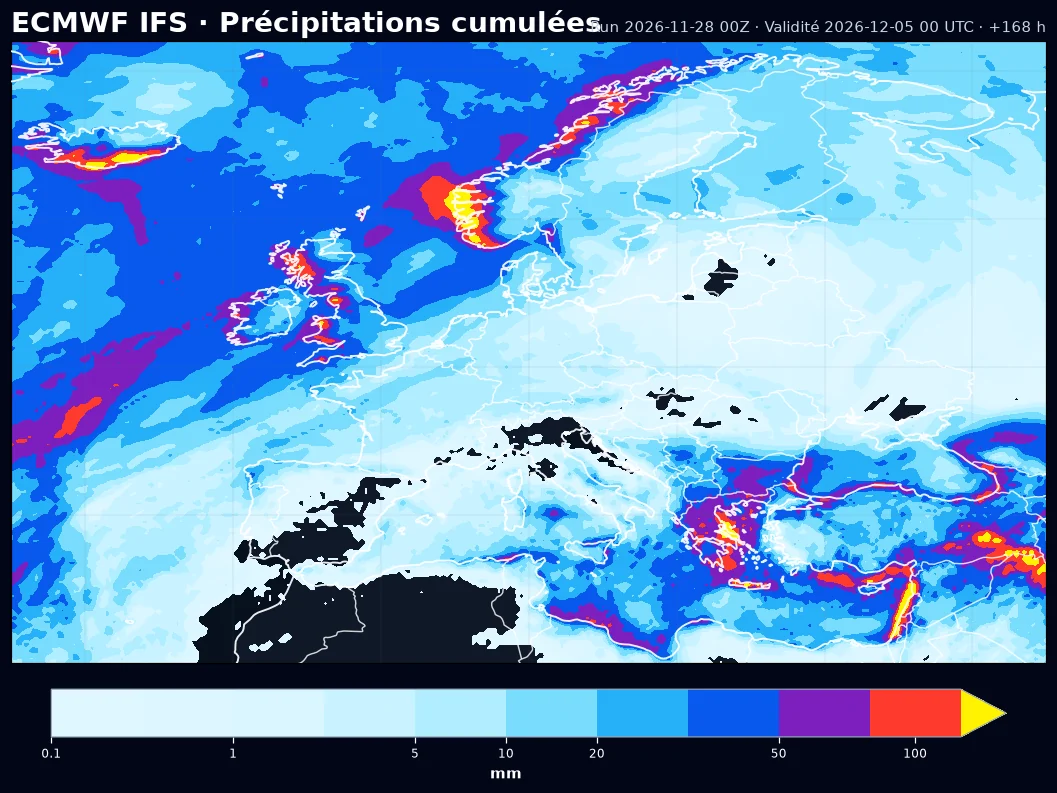 ECMWF IFS · Précipitations cumulées
Run 2026-11-28 00Z · Validité 2026-12-05 00 UTC · +168 h
0.1 1 5 10 20 50 100
mm